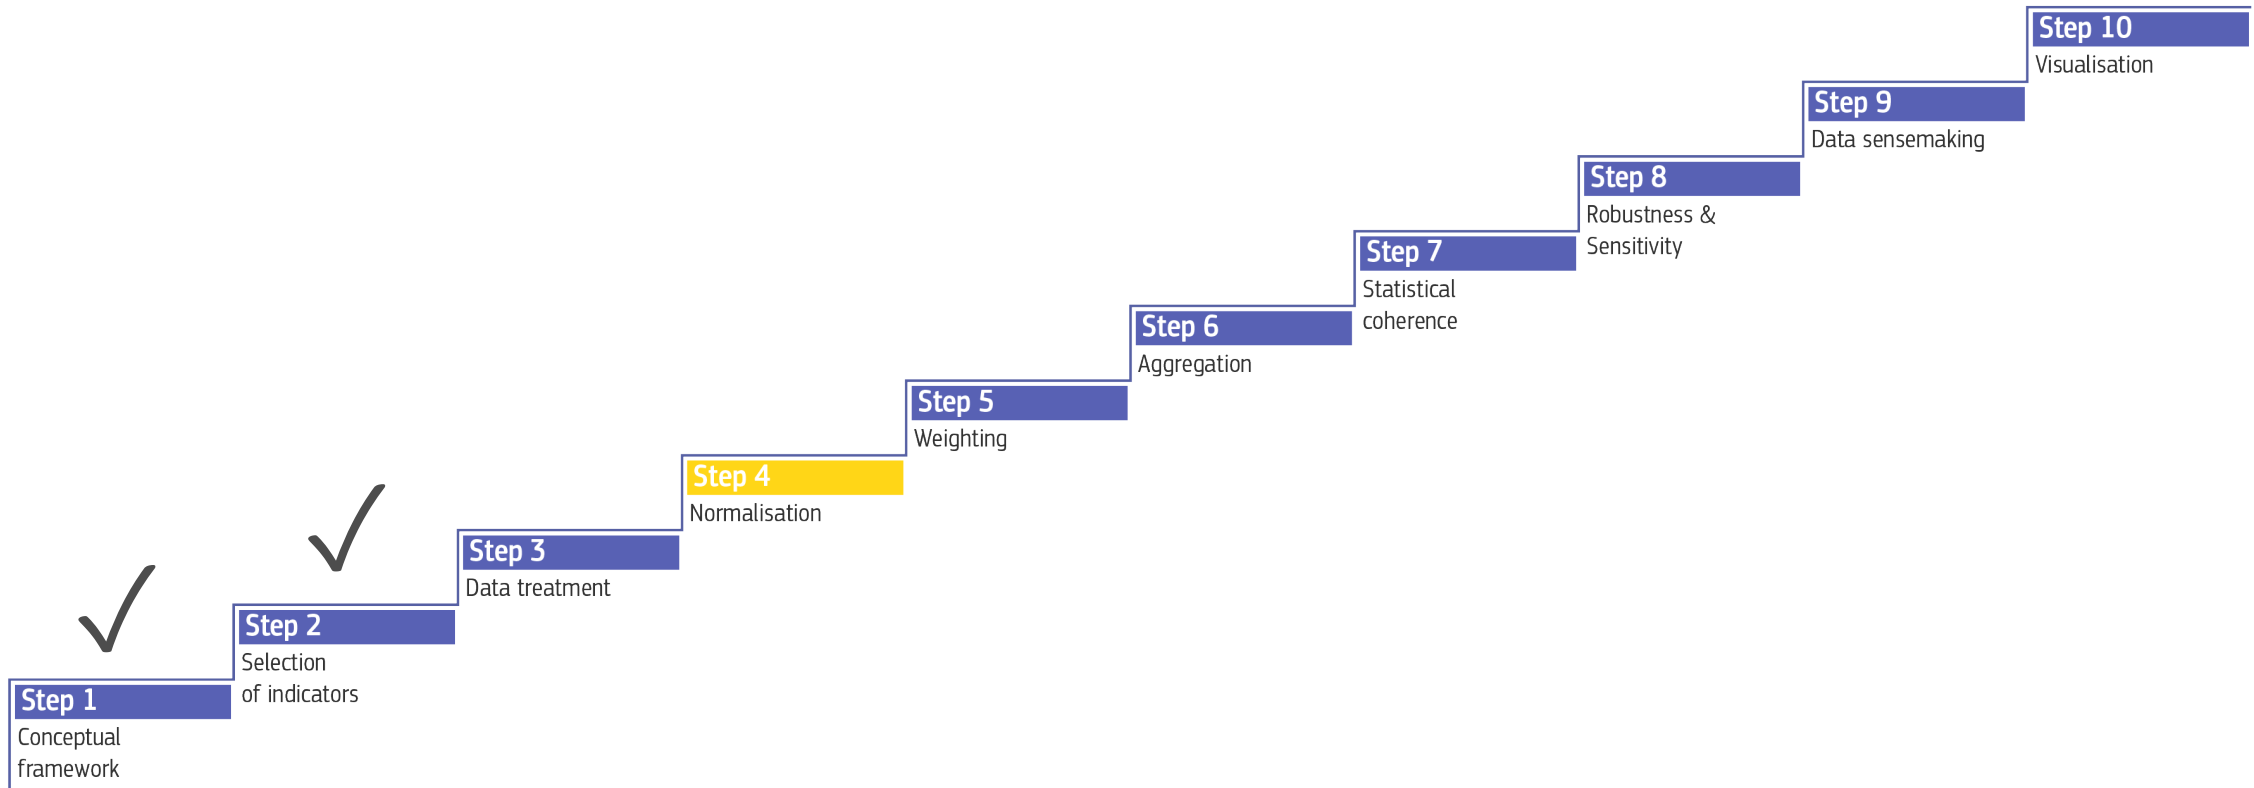 Step 1
Conceptual
framework
Step 2
Selection
of indicators
Step 3
Data treatment
Step 4
Normalisation
Step 5
Weighting
Step 6
Aggregation
Step 7
Statistical
coherence
Step 8
Robustness &
Sensitivity
Step 9
Data sensemaking
Step 10
Visualisation